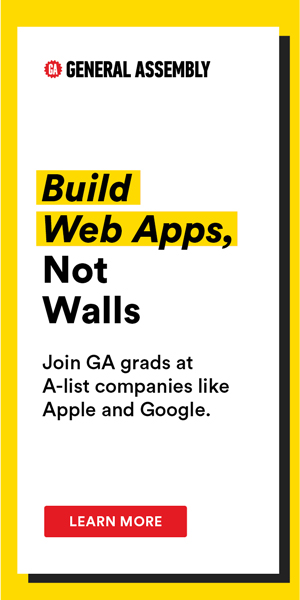 GA GENERAL ASSEMBLY
Build
Web Apps,
Not
Walls
Join GA grads at
A-list companies like
Apple and Google.
LEARN MORE